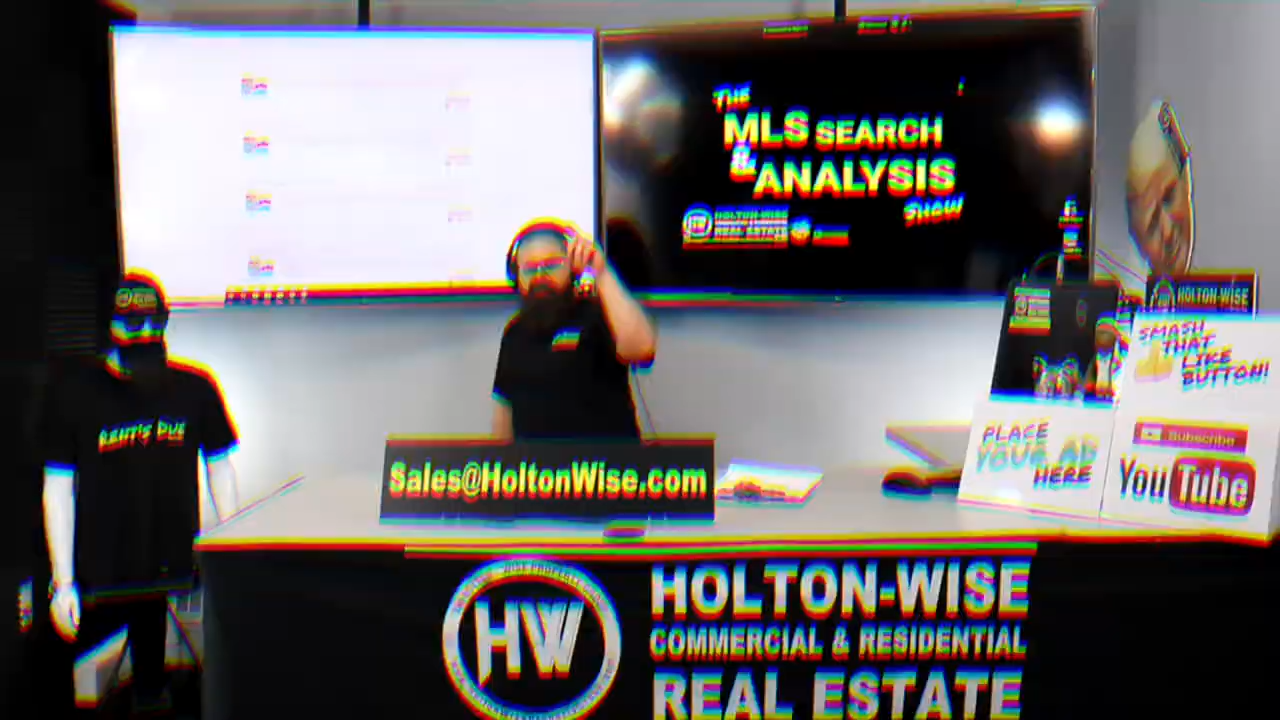 THE
MLS SEARCH
& ANALYSIS
SHOW
HOLTON-WISE
REAL ESTATE
HOLTON-WISE
SMASH
THAT
LIKE
BUTTON!
RENT'S DUE
PLACE
YOUR AD
HERE
Subscribe
YouTube
Sales@HoltonWise.com
HW
HOLTON-WISE
COMMERCIAL & RESIDENTIAL
REAL ESTATE